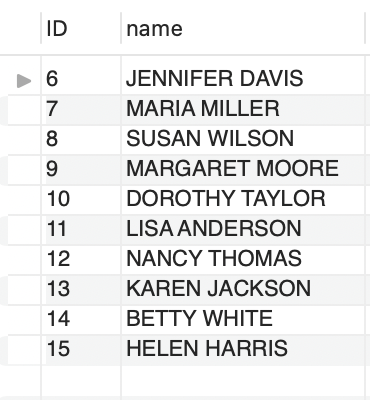 ID name
6 JENNIFER DAVIS
7 MARIA MILLER
8 SUSAN WILSON
9 MARGARET MOORE
10 DOROTHY TAYLOR
11 LISA ANDERSON
12 NANCY THOMAS
13 KAREN JACKSON
14 BETTY WHITE
15 HELEN HARRIS